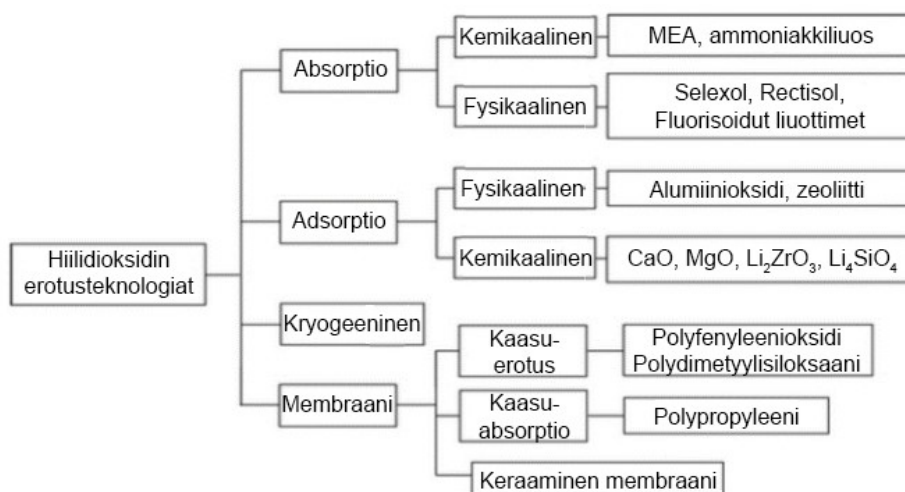 Hiilidioksidin
erotusteknologiat
Absorptio
Kemikaalinen
MEA, ammoniakkiliuos
Fysikaalinen
Selexol, Rectisol,
Fluorisoidut liuottimet
Adsorptio
Fysikaalinen
Alumiinioksidi, zeoliitti
Kemikaalinen
CaO, MgO, Li₂ZrO₃, Li₄SiO₄
Kryogeeninen
Membraani
Kaasu-
erotus
Polyfenyleenioksidi
Polydimetyylisiloksaani
Kaasu-
absorptio
Polypropyleeni
Keraaminen membraani